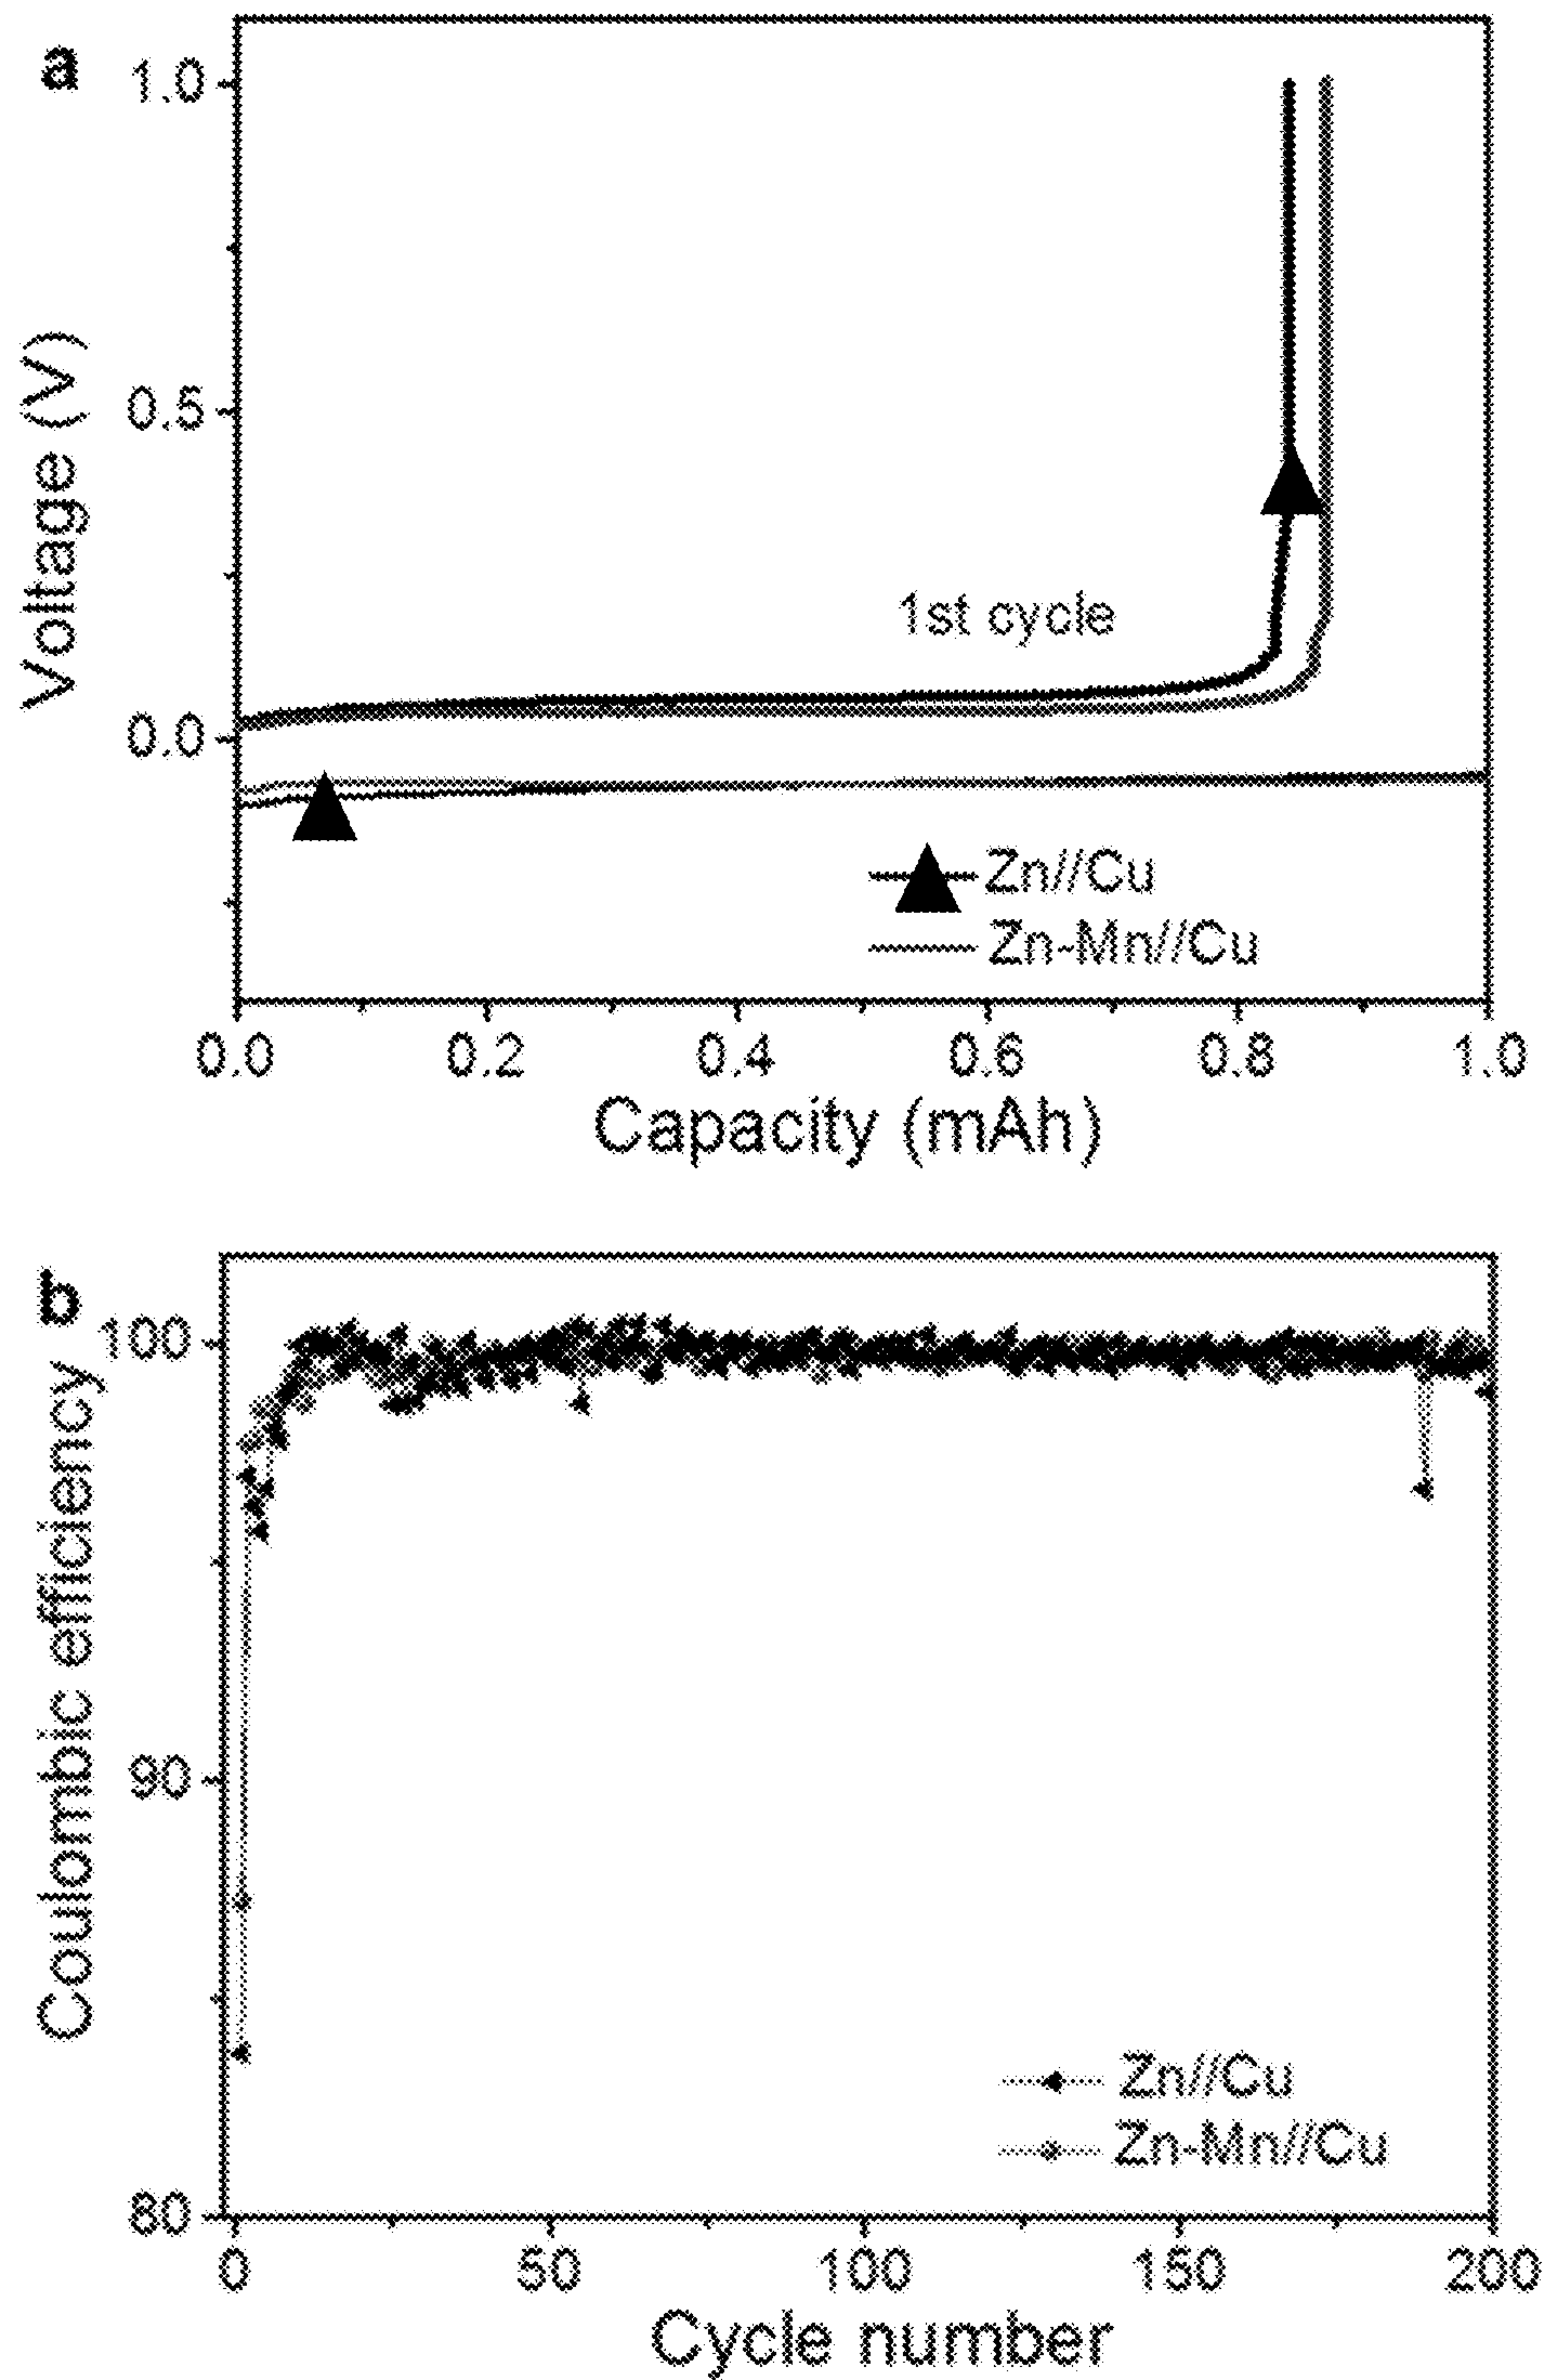 a
1.0
0.5
0.0
Voltage (V)
1st cycle
Zn//Cu
Zn-Mn//Cu
0.0 0.2 0.4 0.6 0.8 1.0
Capacity (mAh)
b
100
90
80
Coulombic efficiency
Zn//Cu
Zn-Mn//Cu
0 50 100 150 200
Cycle number